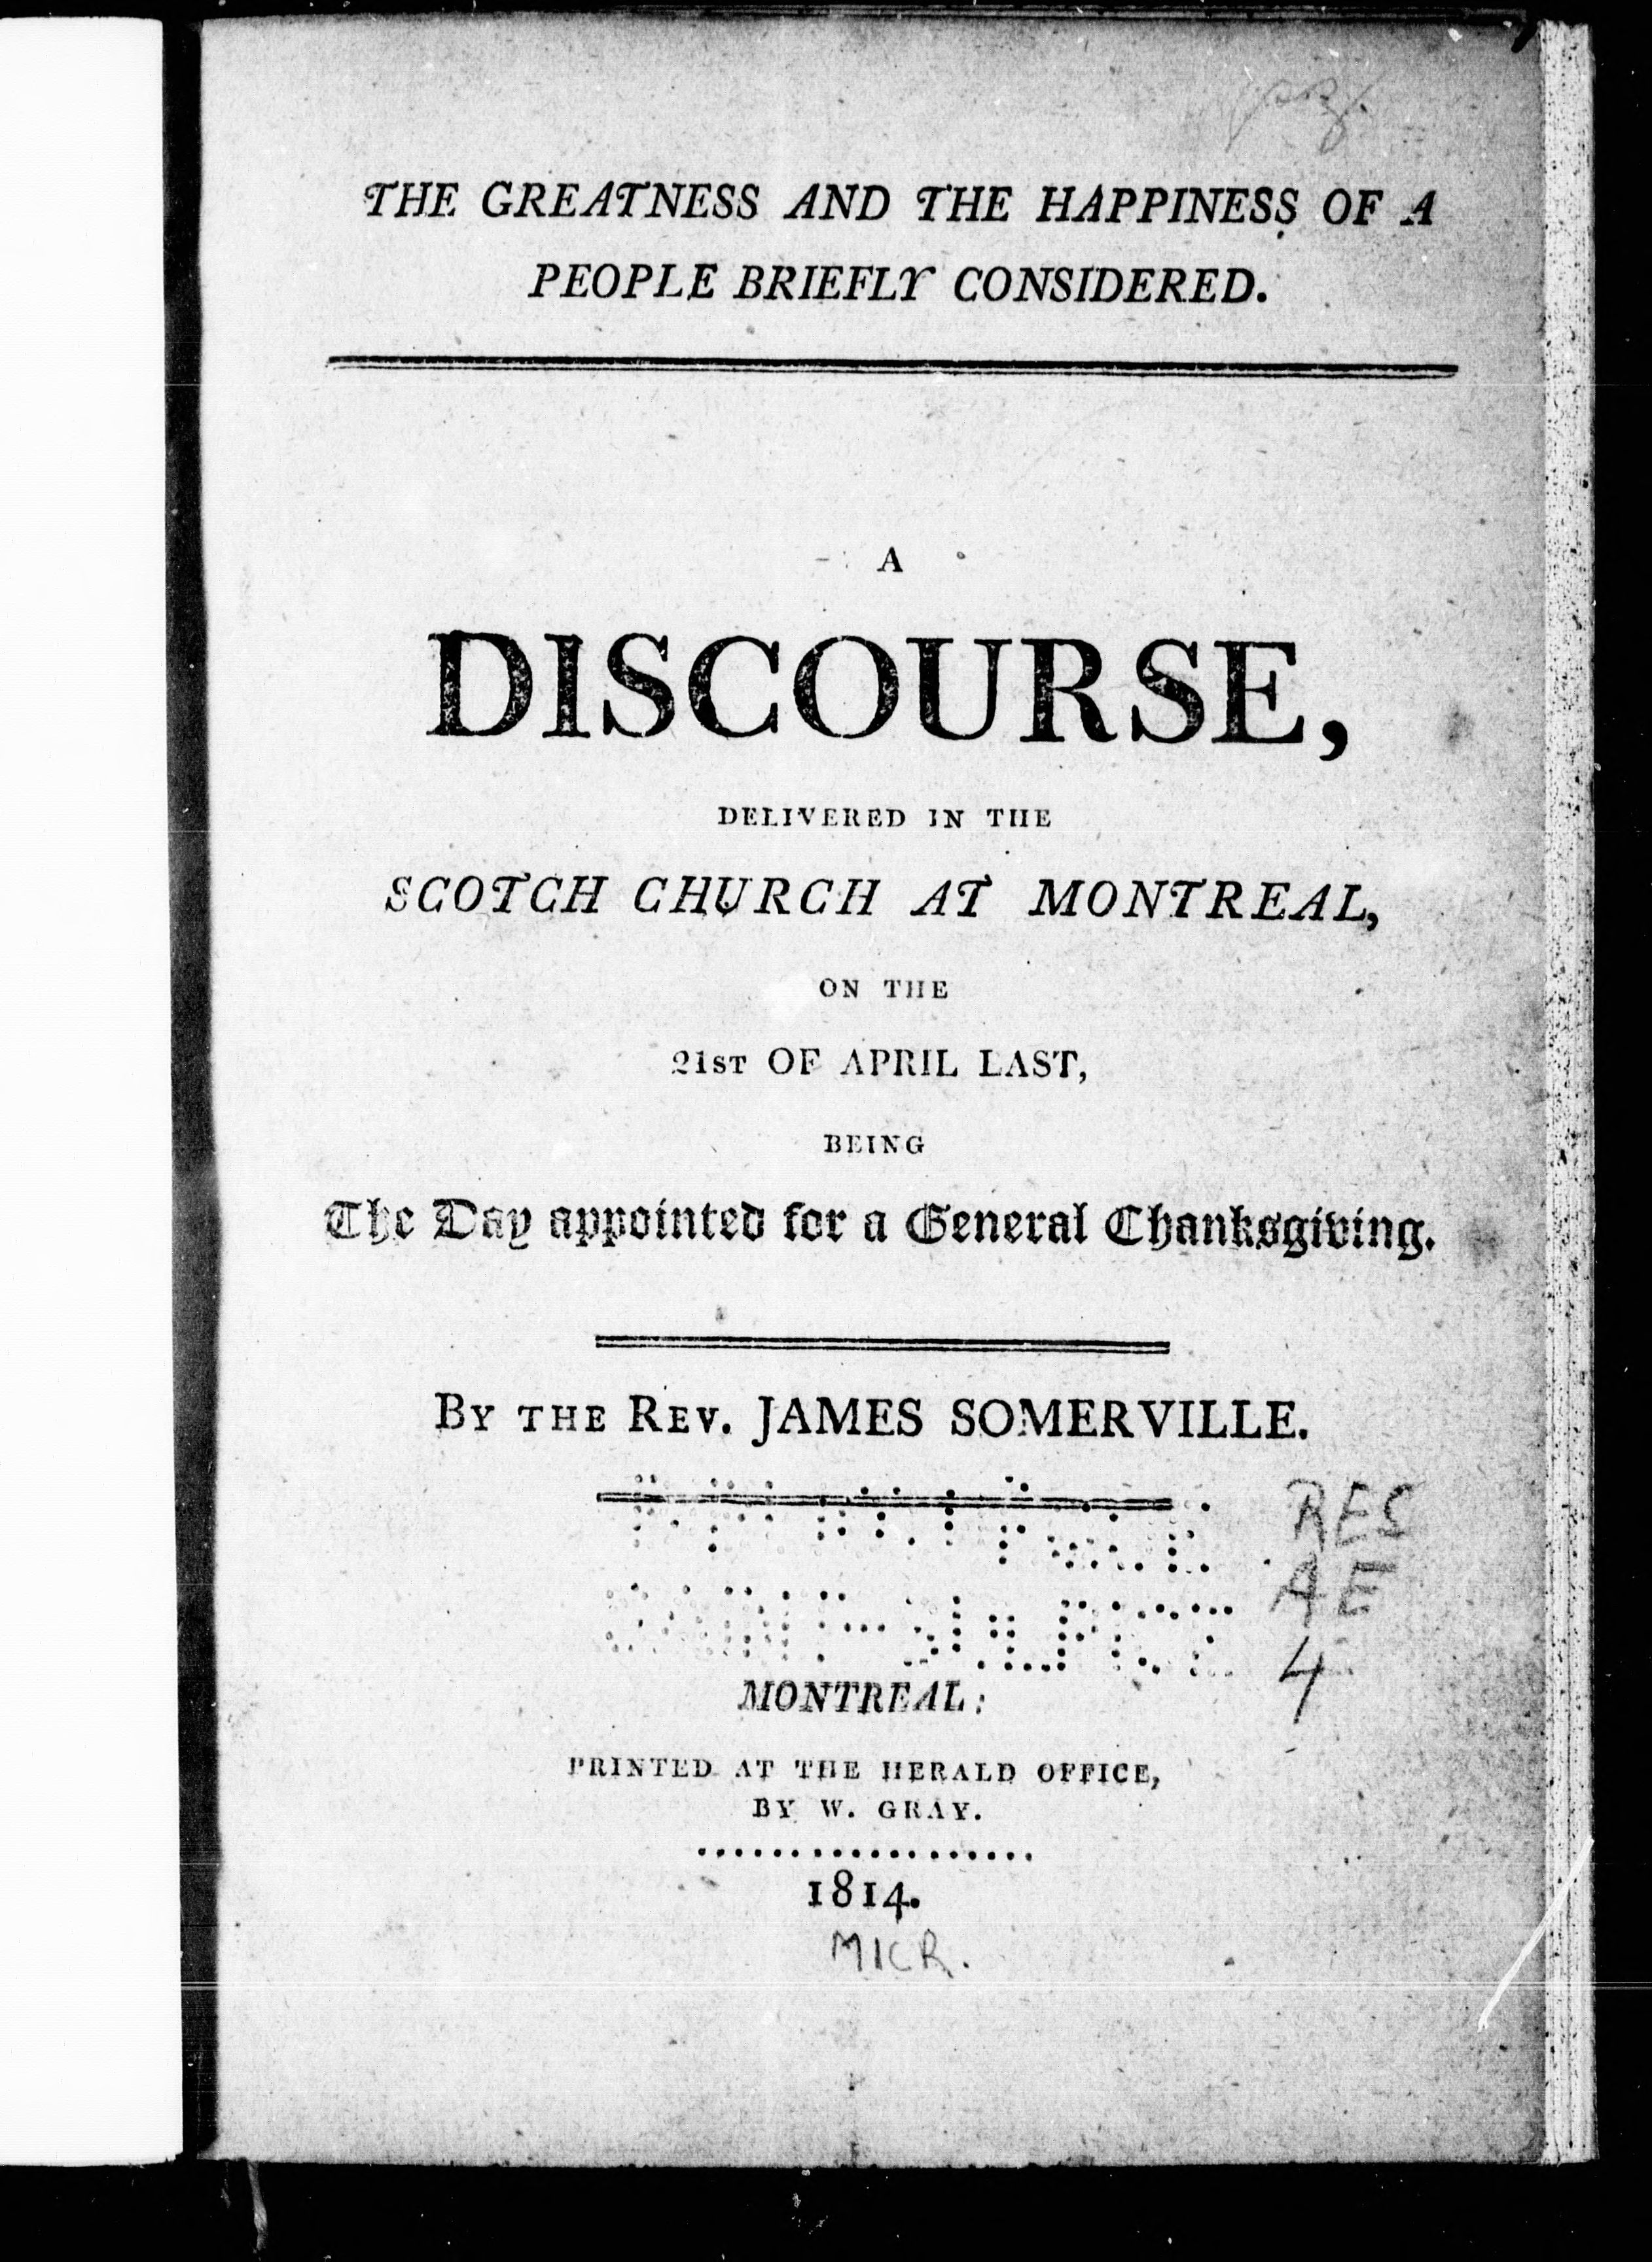 THE GREATNESS AND THE HAPPINESS OF A
PEOPLE BRIEFLY CONSIDERED.
A
DISCOURSE,
DELIVERED IN THE
SCOTCH CHURCH AT MONTREAL,
ON THE
21ST OF APRIL LAST,
BEING
The Day appointed for a General Thanksgiving.
BY THE REV. JAMES SOMERVILLE.
RES
AE
4
MONTREAL:
PRINTED AT THE HERALD OFFICE,
BY W. GRAY.
1814.
MICR.